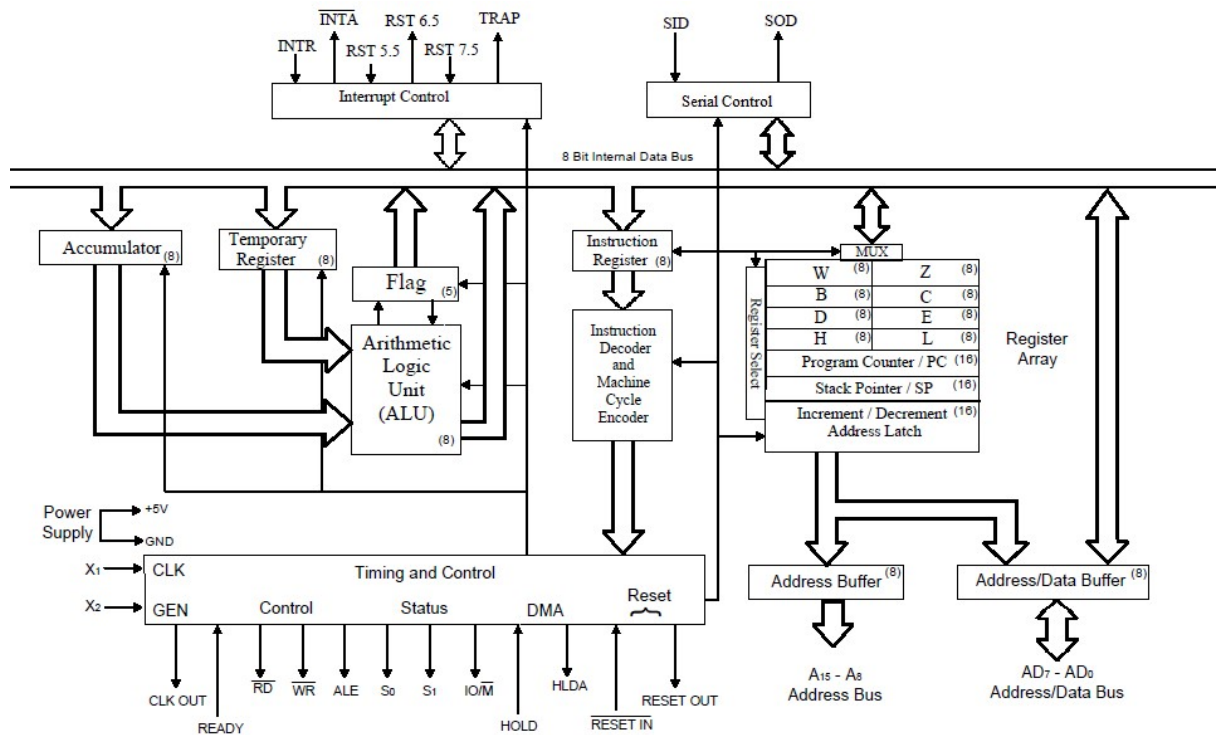 INTR
INTA
RST 5.5
RST 6.5
RST 7.5
TRAP
SID
SOD
Interrupt Control
Serial Control
8 Bit Internal Data Bus
Accumulator
(8)
Temporary
Register
(8)
Flag
(5)
Arithmetic
Logic
Unit
(ALU)
(8)
Instruction
Register
(8)
Instruction
Decoder
and
Machine
Cycle
Encoder
MUX
Register Select
W (8) Z (8)
B (8) C (8)
D (8) E (8)
H (8) L (8)
Program Counter / PC (16)
Stack Pointer / SP (16)
Increment / Decrement (16)
Address Latch
Register
Array
Power
Supply
+5V
GND
X1
X2
CLK
GEN
Timing and Control
Control
Status
DMA
Reset
CLK OUT
READY
RD
WR
ALE
S0
S1
IO/M
HOLD
HLDA
RESET IN
RESET OUT
Address Buffer (8)
Address/Data Buffer (8)
A15 - A8
Address Bus
AD7 - AD0
Address/Data Bus